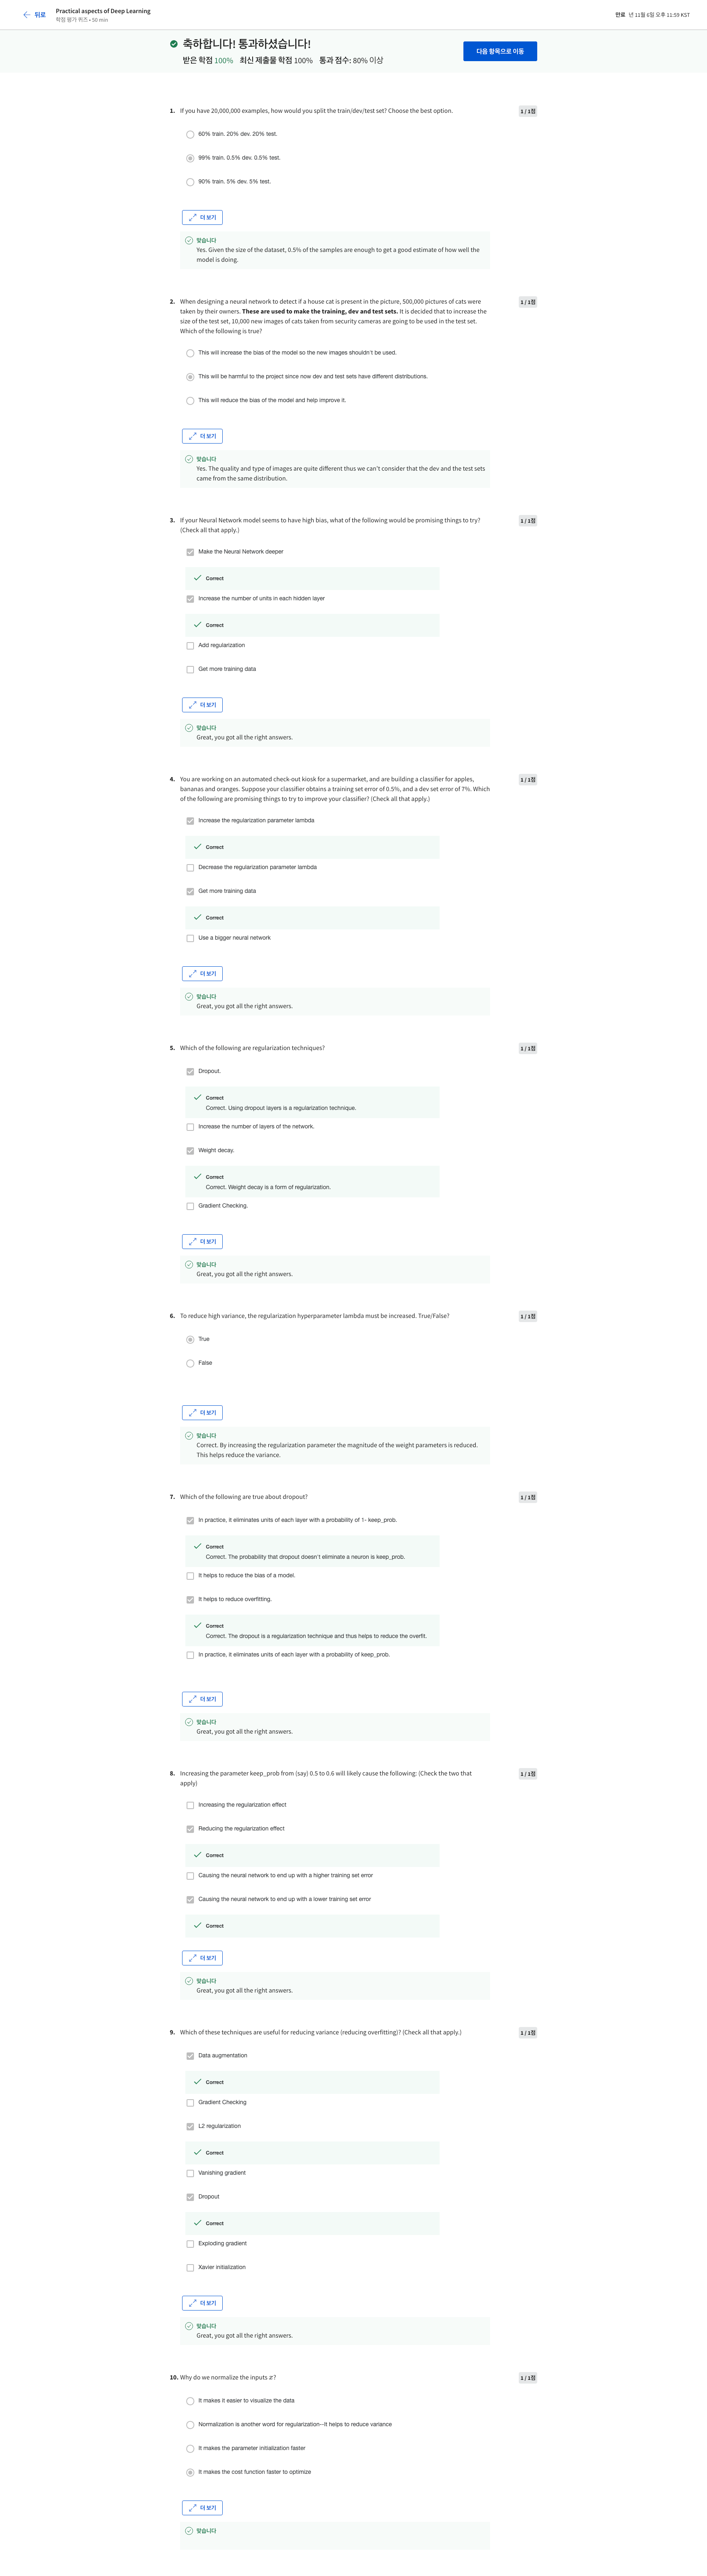 뒤로
Practical aspects of Deep Learning
학점 평가 퀴즈 • 50 min
만료 년 11월 6일 오후 11:59 KST
축하합니다! 통과하셨습니다!
받은 학점 100% 최신 제출물 학점 100% 통과 점수: 80% 이상
다음 항목으로 이동
1. If you have 20,000,000 examples, how would you split the train/dev/test set? Choose the best option.
1 / 1점
60% train. 20% dev. 20% test.
99% train. 0.5% dev. 0.5% test.
90% train. 5% dev. 5% test.
더 보기
맞습니다
Yes. Given the size of the dataset, 0.5% of the samples are enough to get a good estimate of how well the
model is doing.
2. When designing a neural network to detect if a house cat is present in the picture, 500,000 pictures of cats were
1 / 1점
taken by their owners. These are used to make the training, dev and test sets. It is decided that to increase the
size of the test set, 10,000 new images of cats taken from security cameras are going to be used in the test set.
Which of the following is true?
This will increase the bias of the model so the new images shouldn't be used.
This will be harmful to the project since now dev and test sets have different distributions.
This will reduce the bias of the model and help improve it.
더 보기
맞습니다
Yes. The quality and type of images are quite different thus we can't consider that the dev and the test sets
came from the same distribution.
3. If your Neural Network model seems to have high bias, what of the following would be promising things to try?
1 / 1점
(Check all that apply.)
Make the Neural Network deeper
Correct
Increase the number of units in each hidden layer
Correct
Add regularization
Get more training data
더 보기
맞습니다
Great, you got all the right answers.
4. You are working on an automated check-out kiosk for a supermarket, and are building a classifier for apples,
1 / 1점
bananas and oranges. Suppose your classifier obtains a training set error of 0.5%, and a dev set error of 7%. Which
of the following are promising things to try to improve your classifier? (Check all that apply.)
Increase the regularization parameter lambda
Correct
Decrease the regularization parameter lambda
Get more training data
Correct
Use a bigger neural network
더 보기
맞습니다
Great, you got all the right answers.
5. Which of the following are regularization techniques?
1 / 1점
Dropout.
Correct
Correct. Using dropout layers is a regularization technique.
Increase the number of layers of the network.
Weight decay.
Correct
Correct. Weight decay is a form of regularization.
Gradient Checking.
더 보기
맞습니다
Great, you got all the right answers.
6. To reduce high variance, the regularization hyperparameter lambda must be increased. True/False?
1 / 1점
True
False
더 보기
맞습니다
Correct. By increasing the regularization parameter the magnitude of the weight parameters is reduced.
This helps reduce the variance.
7. Which of the following are true about dropout?
1 / 1점
In practice, it eliminates units of each layer with a probability of 1- keep_prob.
Correct
Correct. The probability that dropout doesn't eliminate a neuron is keep_prob.
It helps to reduce the bias of a model.
It helps to reduce overfitting.
Correct
Correct. The dropout is a regularization technique and thus helps to reduce the overfit.
In practice, it eliminates units of each layer with a probability of keep_prob.
더 보기
맞습니다
Great, you got all the right answers.
8. Increasing the parameter keep_prob from (say) 0.5 to 0.6 will likely cause the following: (Check the two that
1 / 1점
apply)
Increasing the regularization effect
Reducing the regularization effect
Correct
Causing the neural network to end up with a higher training set error
Causing the neural network to end up with a lower training set error
Correct
더 보기
맞습니다
Great, you got all the right answers.
9. Which of these techniques are useful for reducing variance (reducing overfitting)? (Check all that apply.)
1 / 1점
Data augmentation
Correct
Gradient Checking
L2 regularization
Correct
Vanishing gradient
Dropout
Correct
Exploding gradient
Xavier initialization
더 보기
맞습니다
Great, you got all the right answers.
10. Why do we normalize the inputs x?
1 / 1점
It makes it easier to visualize the data
Normalization is another word for regularization--It helps to reduce variance
It makes the parameter initialization faster
It makes the cost function faster to optimize
더 보기
맞습니다